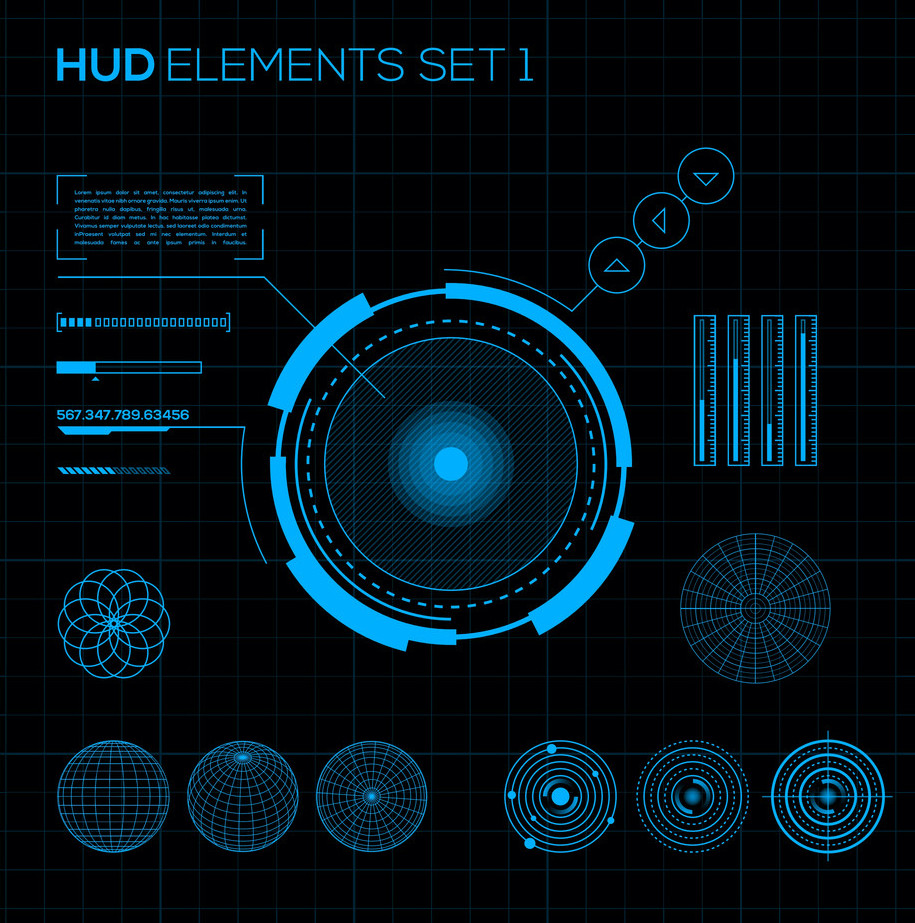 HUD ELEMENTS SET 1
Lorem ipsum dolor sit amet, consectetur adipiscing elit. In
venenatis vitae nibh ornare gravida. Mauris viverra ipsum enim. Ut
pharetra nulla dapibus, fringilla risus ut, malesuada urna.
Curabitur id diam metus. In hac habitasse platea dictumst.
Vivamus semper vulputate lectus, sed laoreet odio condimentum
inPraesent volutpat sed mi nec elementum. Interdum et
malesuada fames ac ante ipsum primis in faucibus.
567.347.789.63456